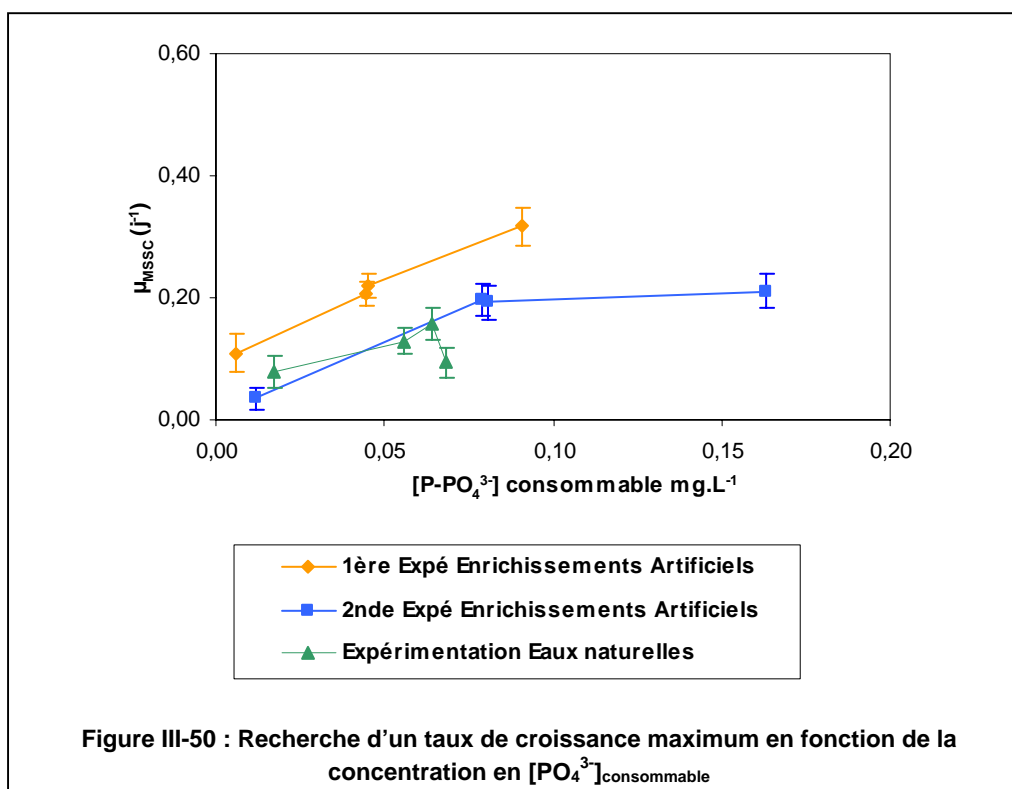 0,60
0,40
0,20
0,00
µMSSC (j-1)
0,00 0,05 0,10 0,15 0,20
[P-PO43-] consommable mg.L-1
1ère Expé Enrichissements Artificiels
2nde Expé Enrichissements Artificiels
Expérimentation Eaux naturelles
Figure III-50 : Recherche d’un taux de croissance maximum en fonction de la
concentration en [PO43-]consommable